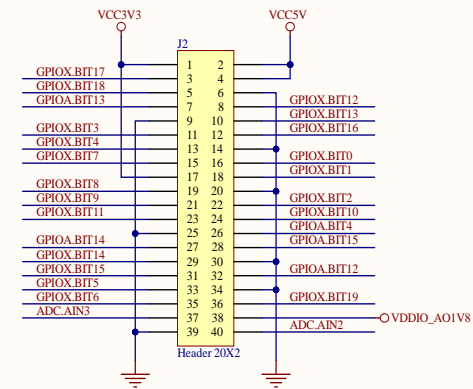 VCC3V3 VCC5V
J2
1 2
GPIOX.BIT17 3 4
GPIOX.BIT18 5 6
GPIOA.BIT13 7 8 GPIOX.BIT12
9 10 GPIOX.BIT13
GPIOX.BIT3 11 12 GPIOX.BIT16
GPIOX.BIT4 13 14
GPIOX.BIT7 15 16 GPIOX.BIT0
17 18 GPIOX.BIT1
GPIOX.BIT8 19 20
GPIOX.BIT9 21 22 GPIOX.BIT2
GPIOX.BIT11 23 24 GPIOX.BIT10
25 26 GPIOA.BIT4
GPIOA.BIT14 27 28 GPIOA.BIT15
GPIOX.BIT14 29 30
GPIOX.BIT15 31 32 GPIOA.BIT12
GPIOX.BIT5 33 34
GPIOX.BIT6 35 36 GPIOX.BIT19
ADC.AIN3 37 38 VDDIO_AO1V8
39 40 ADC.AIN2
Header 20X2